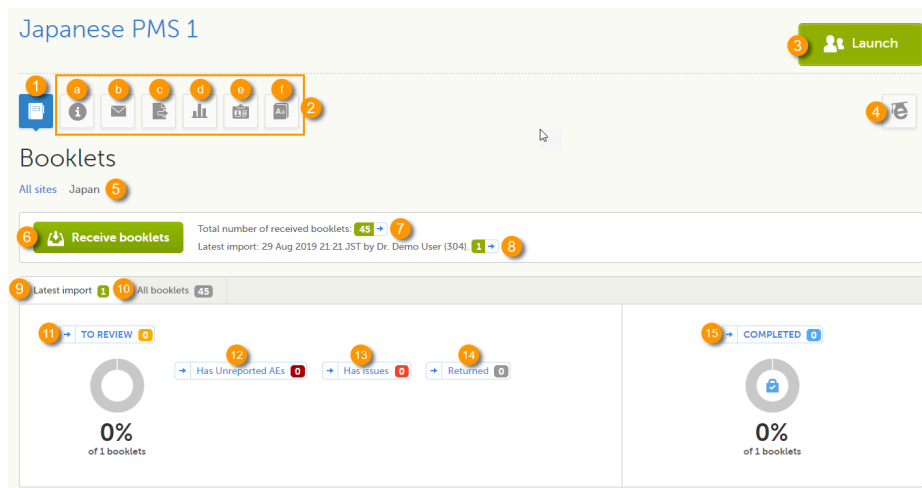 Japanese PMS 1
3 Launch
1 a b c d e f 2
Aa
4 e
Booklets
All sites Japan 5
6 Receive booklets
Total number of received booklets: 45 7
Latest import: 29 Aug 2019 21:21 JST by Dr. Demo User (304). 1 8
9 Latest import 1 10 All booklets 45
11 TO REVIEW 0
12 13 14
Has Unreported AEs 0 Has issues 0 Returned 0
0%
of 1 booklets
15 COMPLETED 0
0%
of 1 booklets